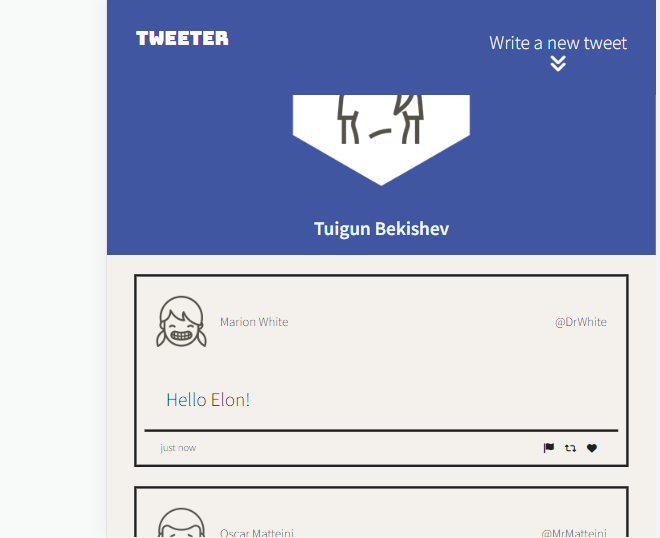 TWEETER
Write a new tweet
Tuigun Bekishev
Marion White
@DrWhite
Hello Elon!
just now
Oscar Matteini
@MrMatteini